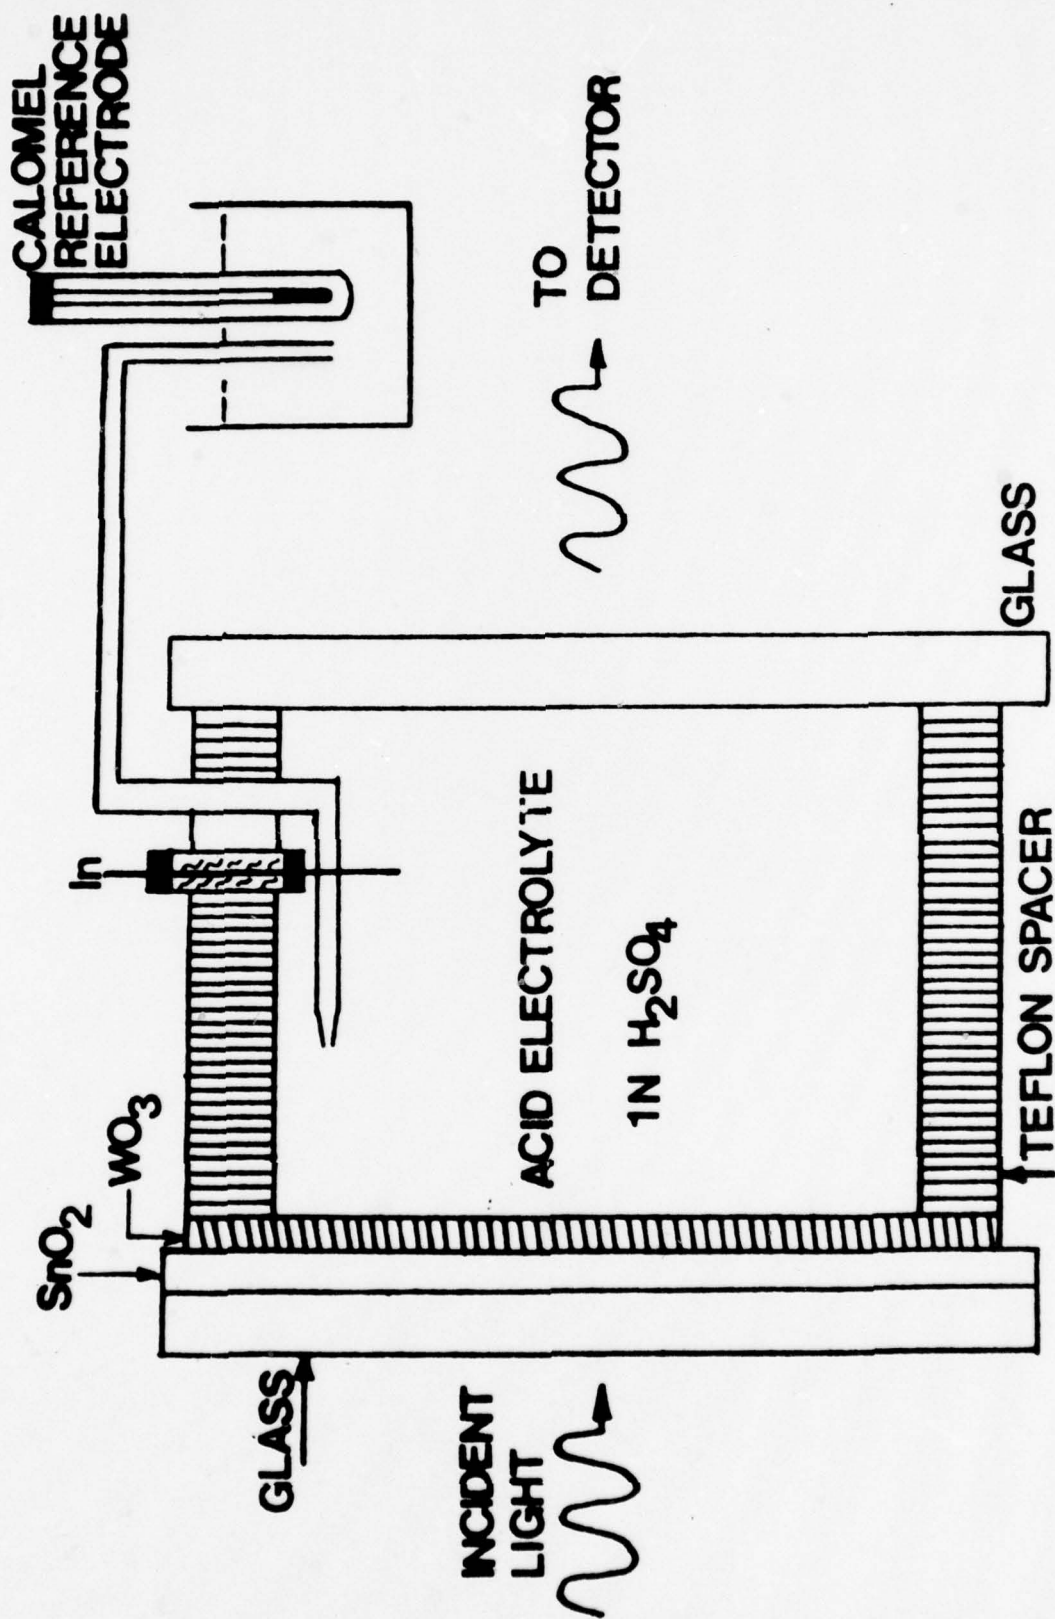 CALOMEL
REFERENCE
ELECTRODE
In
WO₃
SnO₂
GLASS
INCIDENT
LIGHT
ACID ELECTROLYTE
1N H₂SO₄
TO
DETECTOR
GLASS
TEFLON SPACER